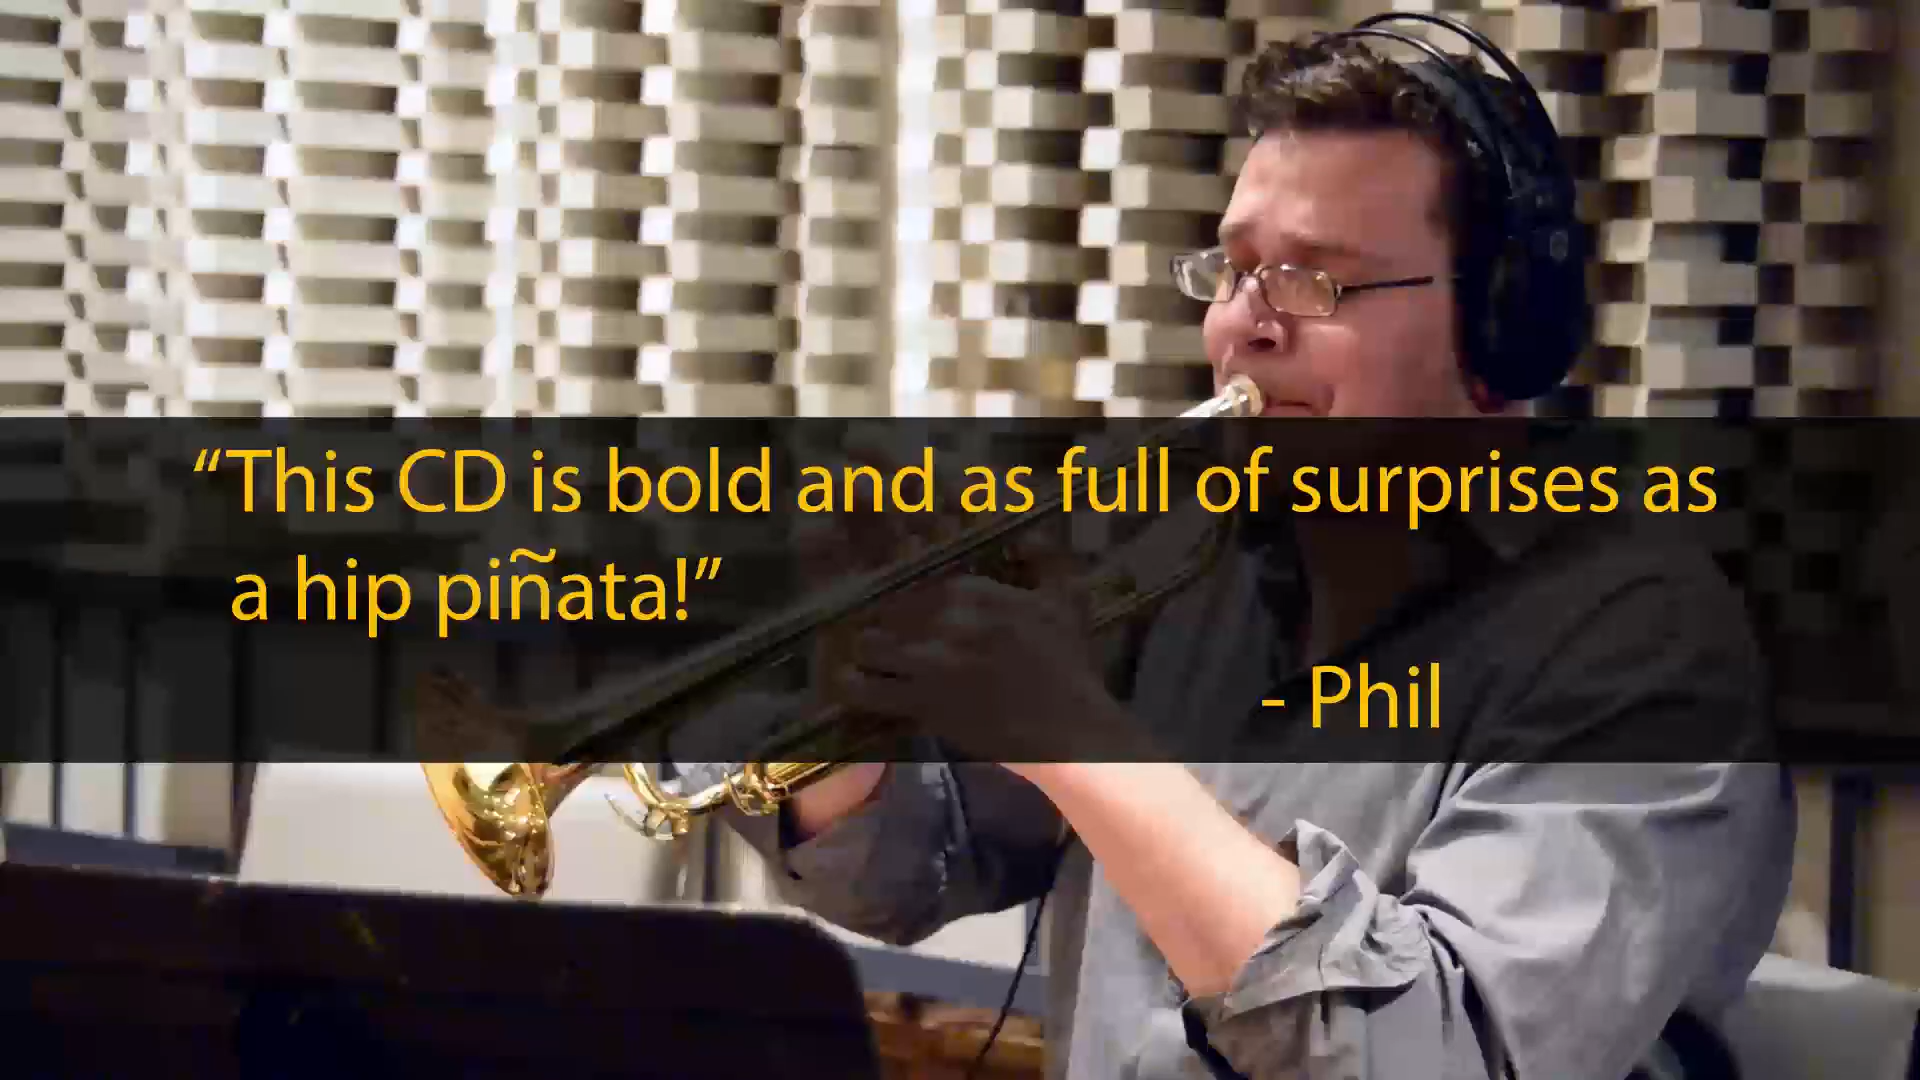 “This CD is bold and as full of surprises as
a hip piñata!”
- Phil